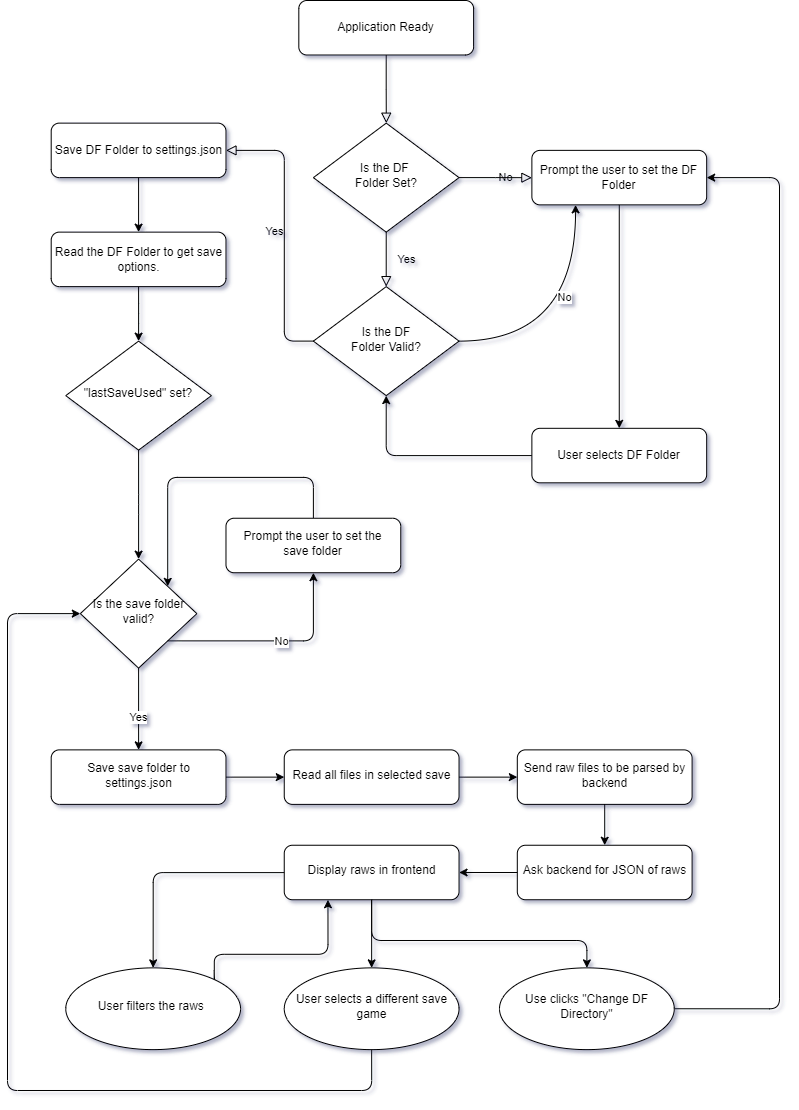 Application Ready
Save DF Folder to settings.json
Is the DF
Folder Set?
No
Prompt the user to set the DF
Folder
Yes
Yes
Read the DF Folder to get save
options.
No
Is the DF
Folder Valid?
"lastSaveUsed" set?
User selects DF Folder
Prompt the user to set the
save folder
Is the save folder
valid?
No
Yes
Save save folder to
settings.json
Read all files in selected save
Send raw files to be parsed by
backend
Display raws in frontend
Ask backend for JSON of raws
User filters the raws
User selects a different save
game
Use clicks "Change DF
Directory"